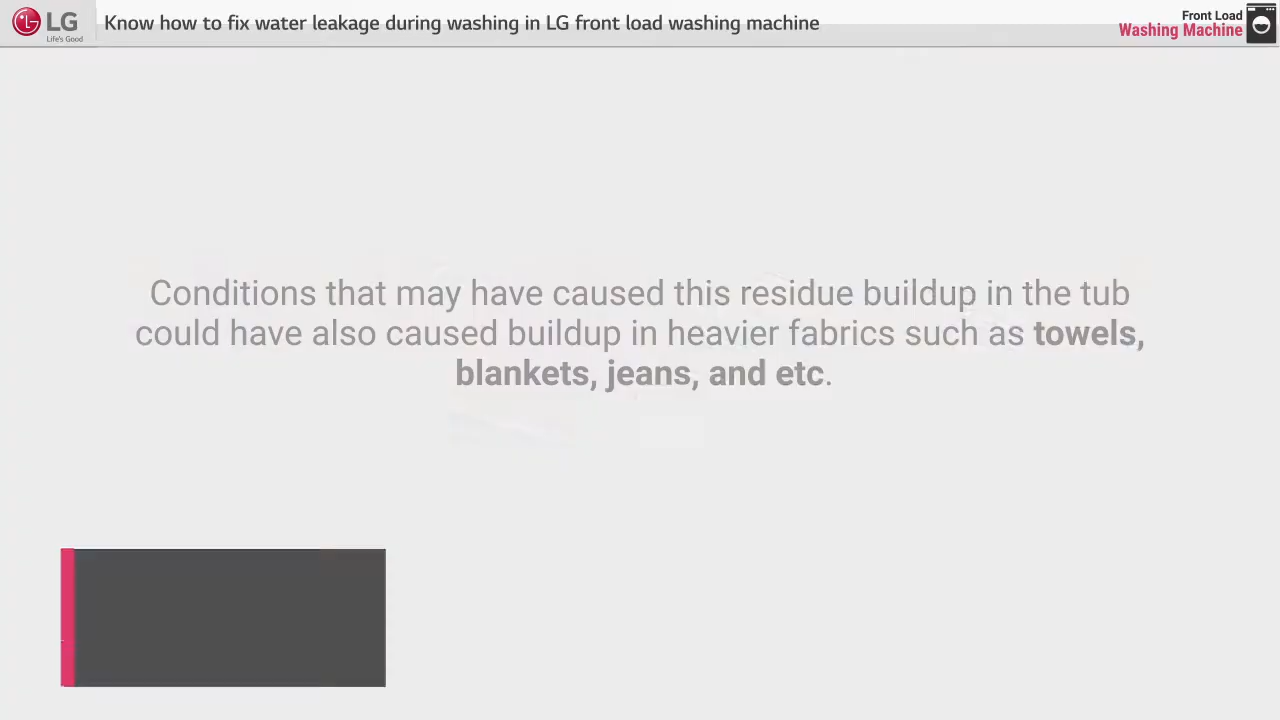 LG
Life's Good
Know how to fix water leakage during washing in LG front load washing machine
Front Load
Washing Machine
Conditions that may have caused this residue buildup in the tub
could have also caused buildup in heavier fabrics such as towels,
blankets, jeans, and etc.